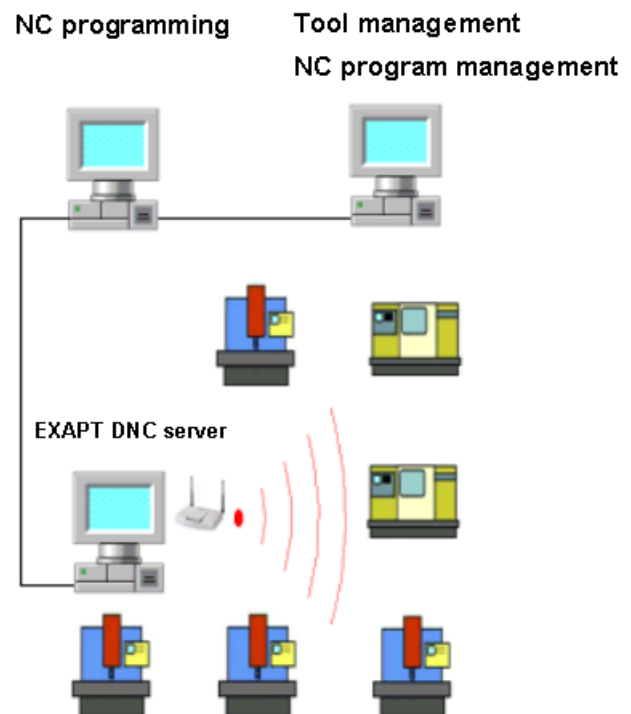 NC programming
Tool management
NC program management
EXAPT DNC server